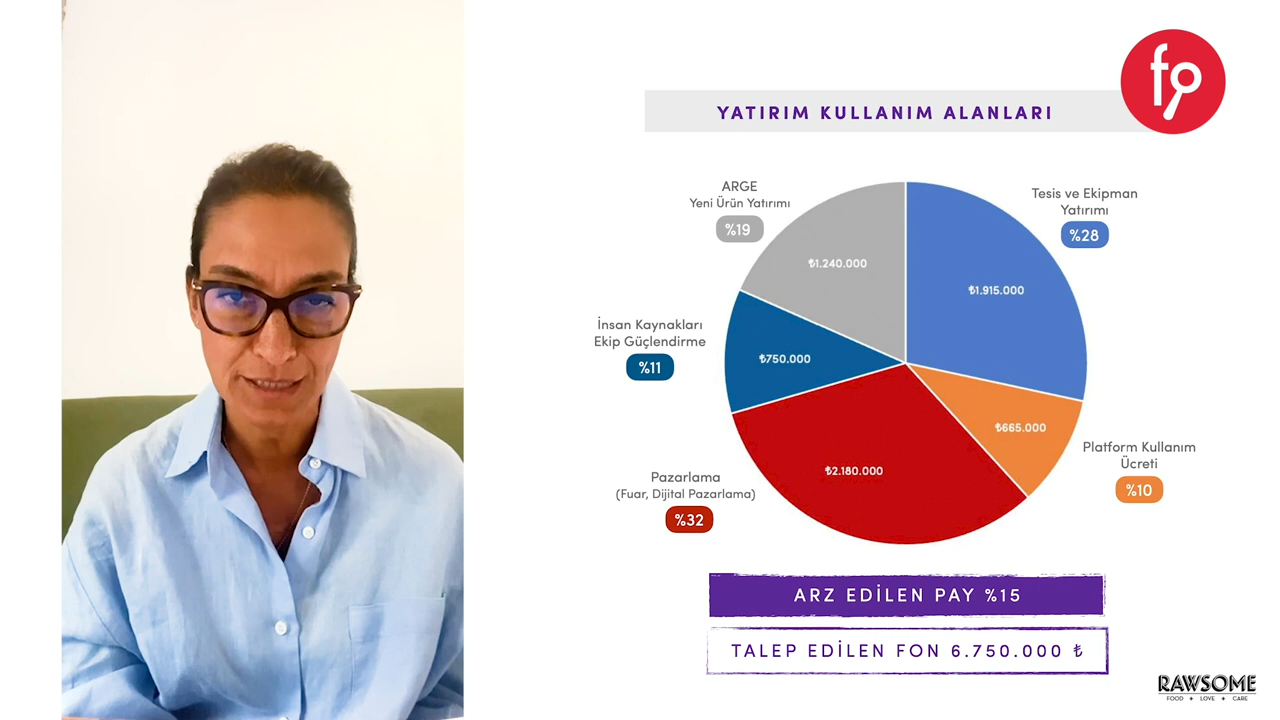 YATIRIM KULLANIM ALANLARI
fo
ARGE
Yeni Ürün Yatırımı
%19
Tesis ve Ekipman
Yatırımı
%28
₺1.240.000
₺1.915.000
İnsan Kaynakları
Ekip Güçlendirme
%11
₺750.000
₺665.000
Platform Kullanım
Ücreti
%10
₺2.180.000
Pazarlama
(Fuar, Dijital Pazarlama)
%32
ARZ EDİLEN PAY %15
TALEP EDİLEN FON 6.750.000 ₺
RAWSOME
FOOD + LOVE + CARE